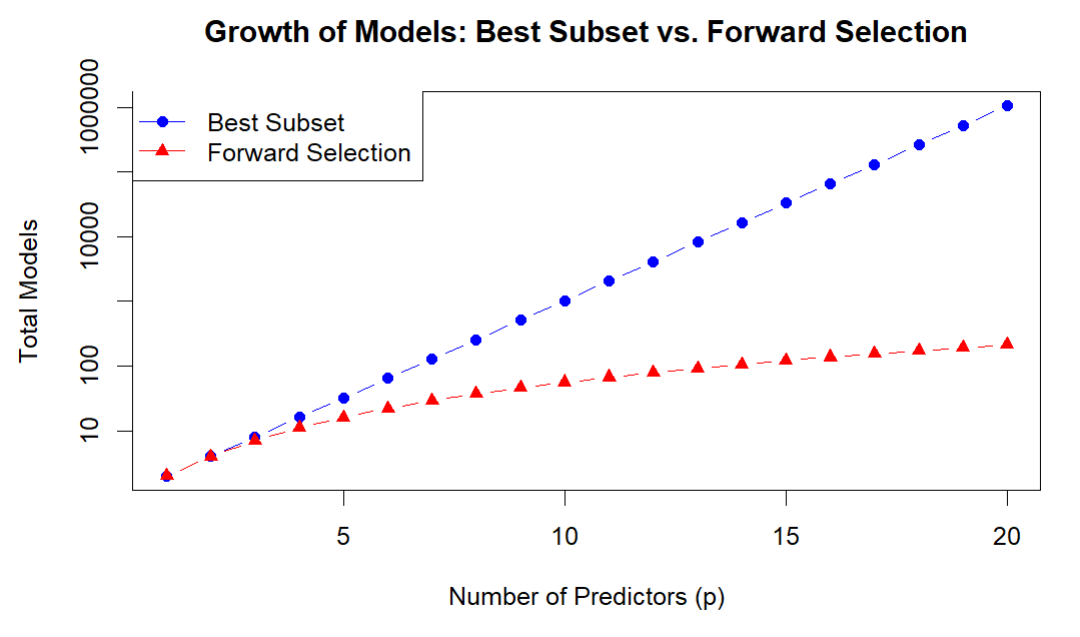 Growth of Models: Best Subset vs. Forward Selection
Best Subset
Forward Selection
Total Models
1000000
10000
100
10
5 10 15 20
Number of Predictors (p)